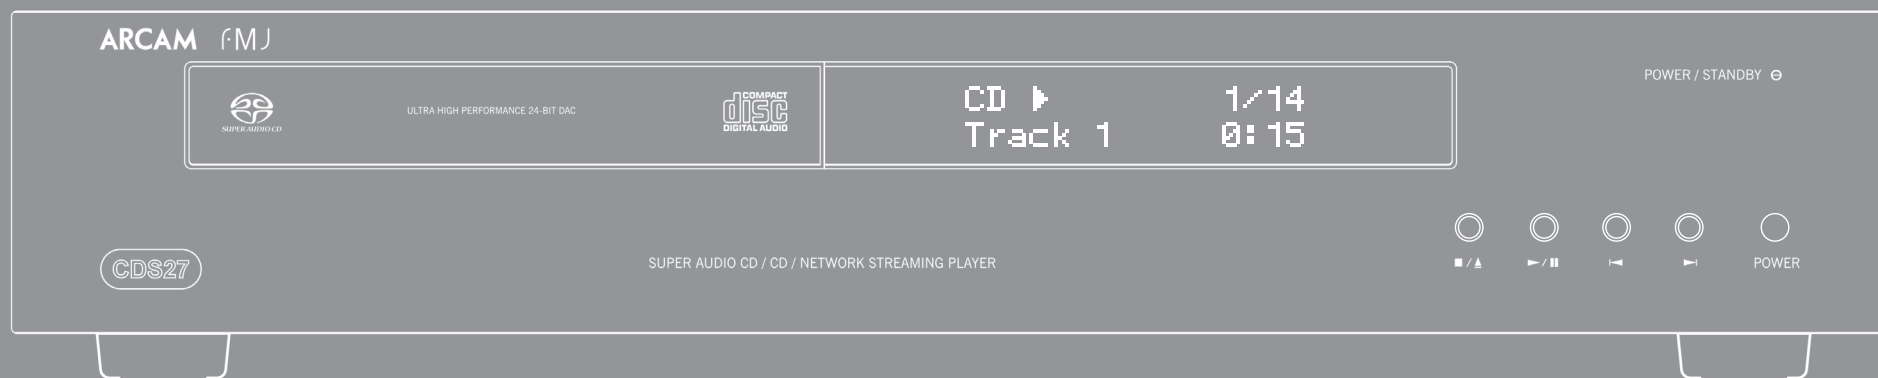 ARCAM FMJ
POWER / STANDBY
SUPER AUDIO CD
ULTRA HIGH PERFORMANCE 24-BIT DAC
COMPACT
disc
DIGITAL AUDIO
CD 1/14
Track 1 0:15
CDS27
SUPER AUDIO CD / CD / NETWORK STREAMING PLAYER
POWER